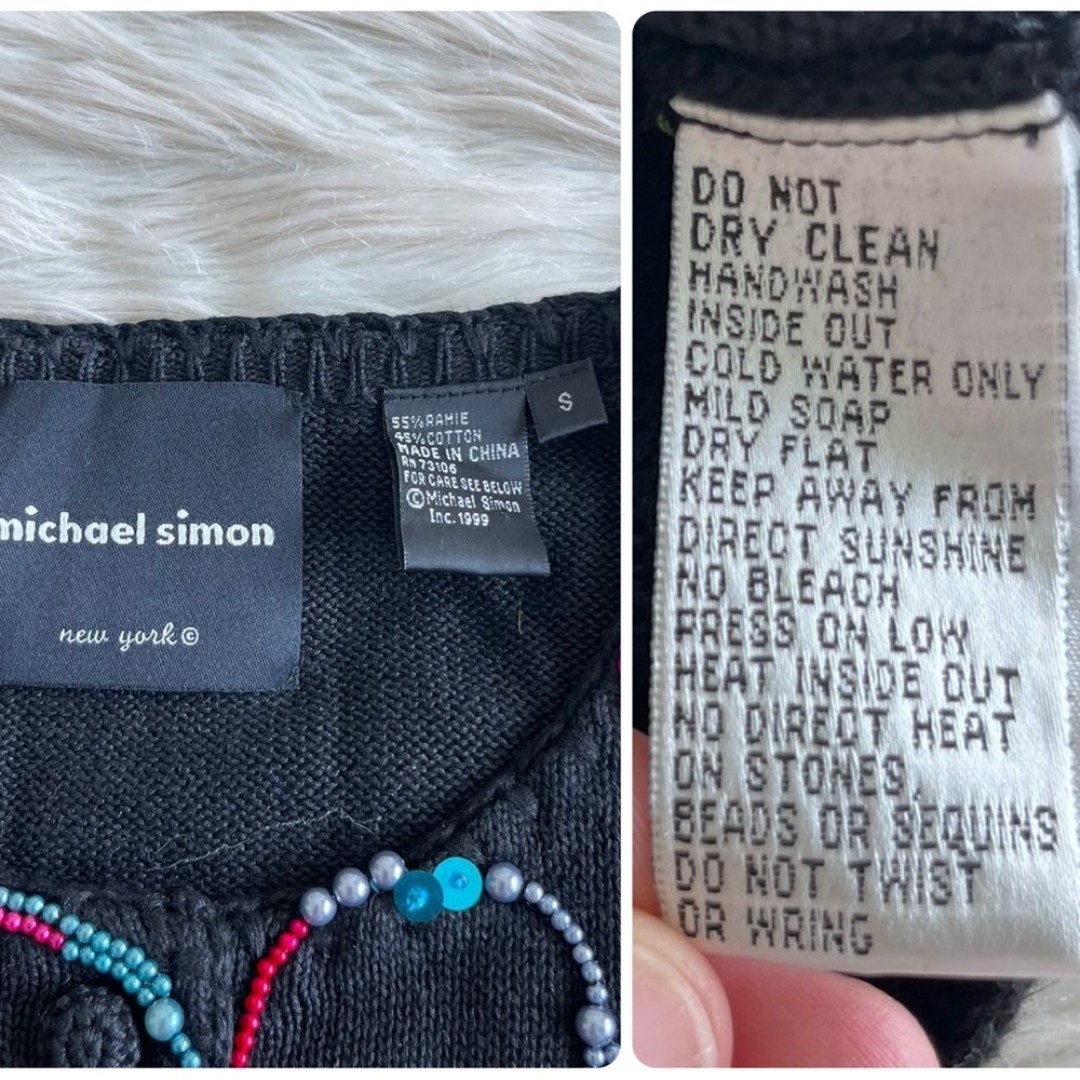 michael simon
new york ©
55% RAMIE
45% COTTON
MADE IN CHINA
RN 73106
FOR CARE SEE BELOW
© Michael Simon
Inc. 1999
S
DO NOT
DRY CLEAN
HANDWASH
INSIDE OUT
COLD WATER ONLY
MILD SOAP
DRY FLAT
KEEP AWAY FROM
DIRECT SUNSHINE
NO BLEACH
PRESS ON LOW
HEAT INSIDE OUT
NO DIRECT HEAT
ON STONES,
BEADS OR SEQUINS
DO NOT TWIST
OR WRING